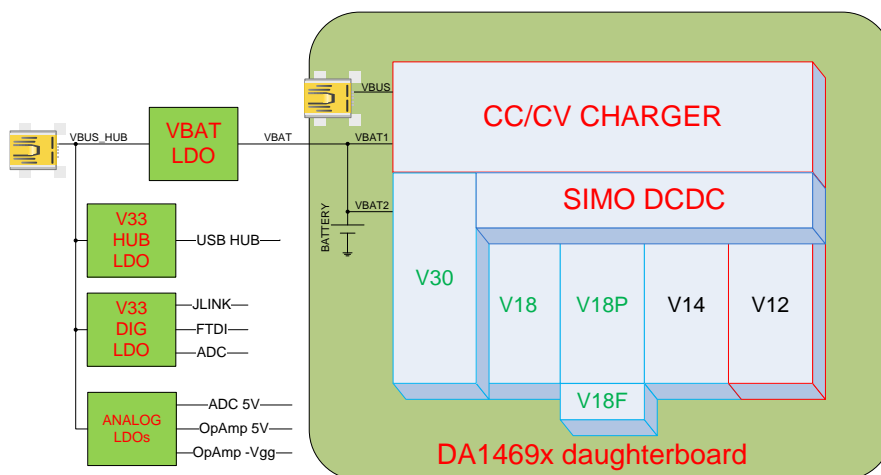 VBUS_HUB
VBAT
LDO
VBAT
VBUS
VBAT1
VBAT2
BATTERY
V33
HUB
LDO
USB HUB
V33
DIG
LDO
JLINK
FTDI
ADC
ANALOG
LDOs
ADC 5V
OpAmp 5V
OpAmp -Vgg
CC/CV CHARGER
SIMO DCDC
V30
V18
V18P
V14
V12
V18F
DA1469x daughterboard